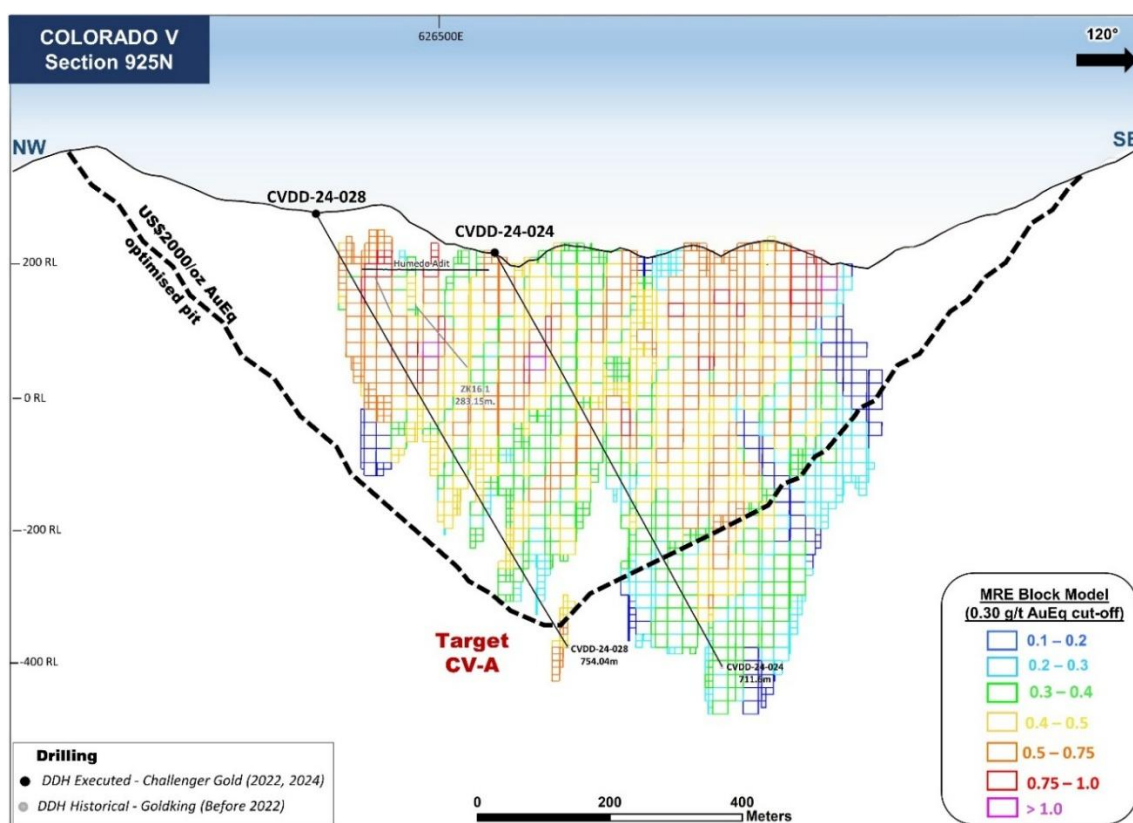 COLORADO V
Section 925N
626500E
120°
NW
SE
CVDD-24-028
CVDD-24-024
US$2000/oz AuEq
optimised pit
200 RL
Humedo Adit
0 RL
ZK16 1
283.15m.
-200 RL
-400 RL
Target
CV-A
CVDD-24-028
754.04m
CVDD-24-024
711.6m
MRE Block Model
(0.30 g/t AuEq cut-off)
0.1 – 0.2
0.2 – 0.3
0.3 – 0.4
0.4 – 0.5
0.5 – 0.75
0.75 – 1.0
> 1.0
Drilling
DDH Executed - Challenger Gold (2022, 2024)
DDH Historical - Goldking (Before 2022)
0 200 400
Meters